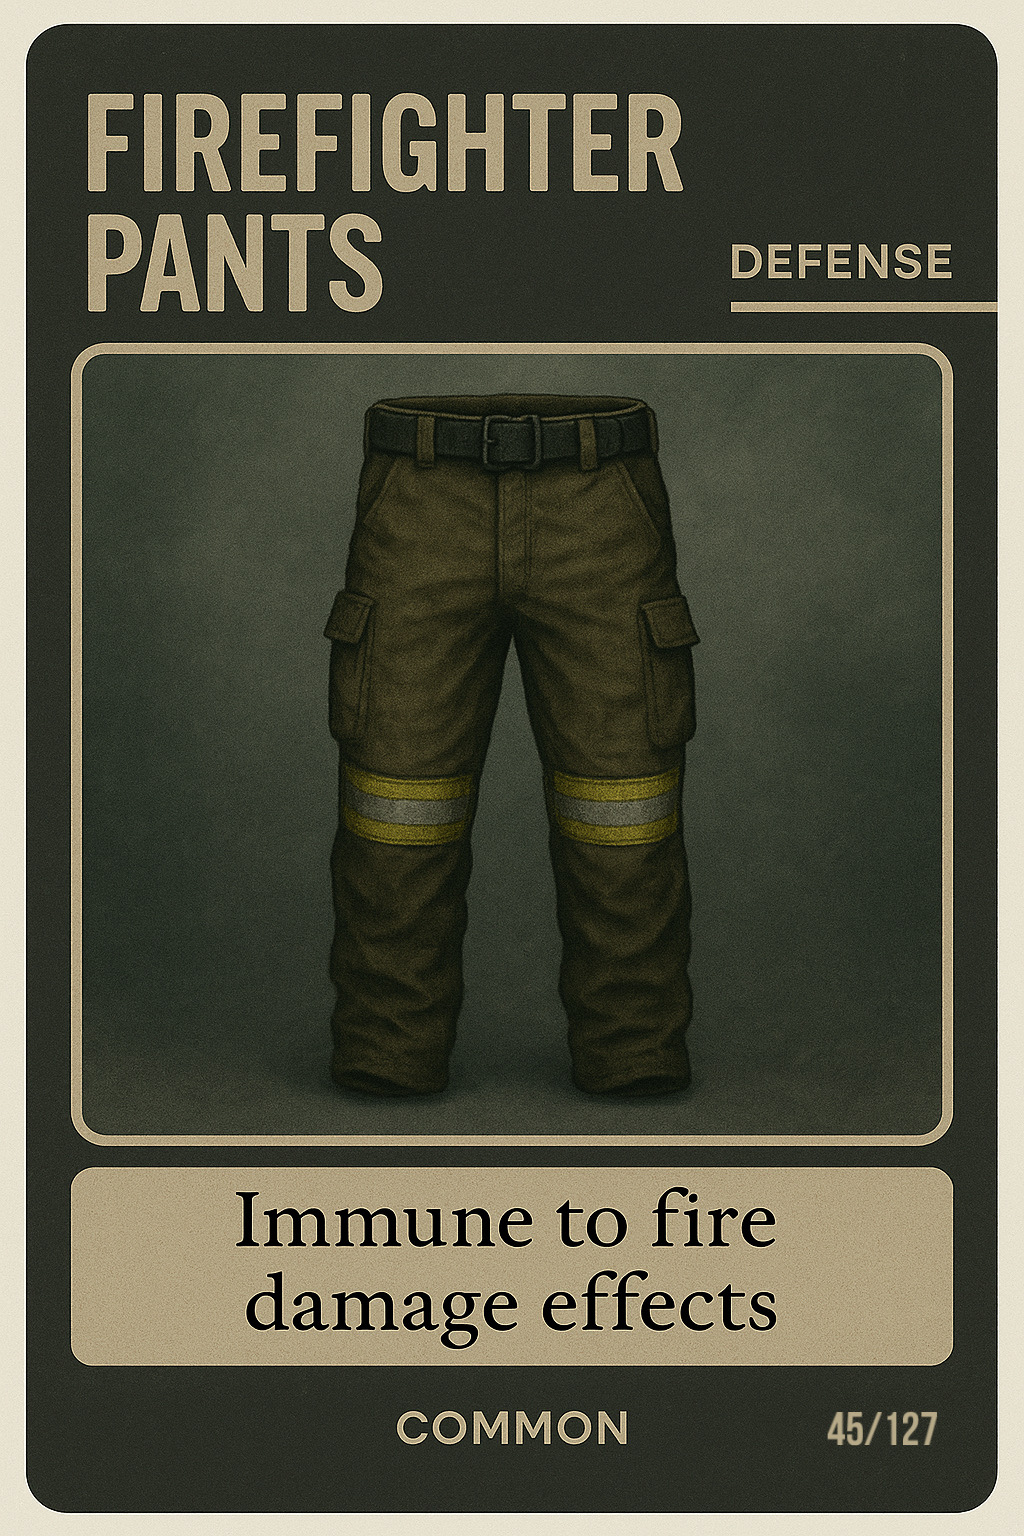 FIREFIGHTER
PANTS
DEFENSE
Immune to fire
damage effects
COMMON
45/127